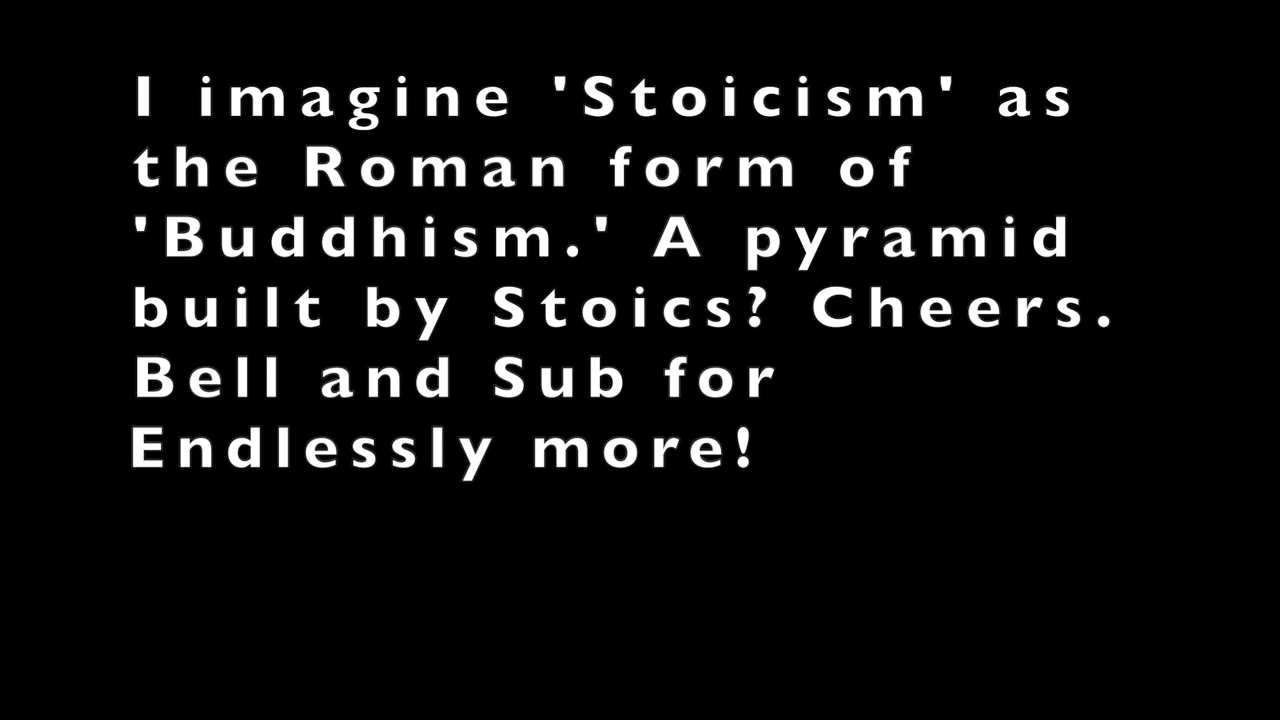 I imagine 'Stoicism' as
the Roman form of
'Buddhism.' A pyramid
built by Stoics? Cheers.
Bell and Sub for
Endlessly more!